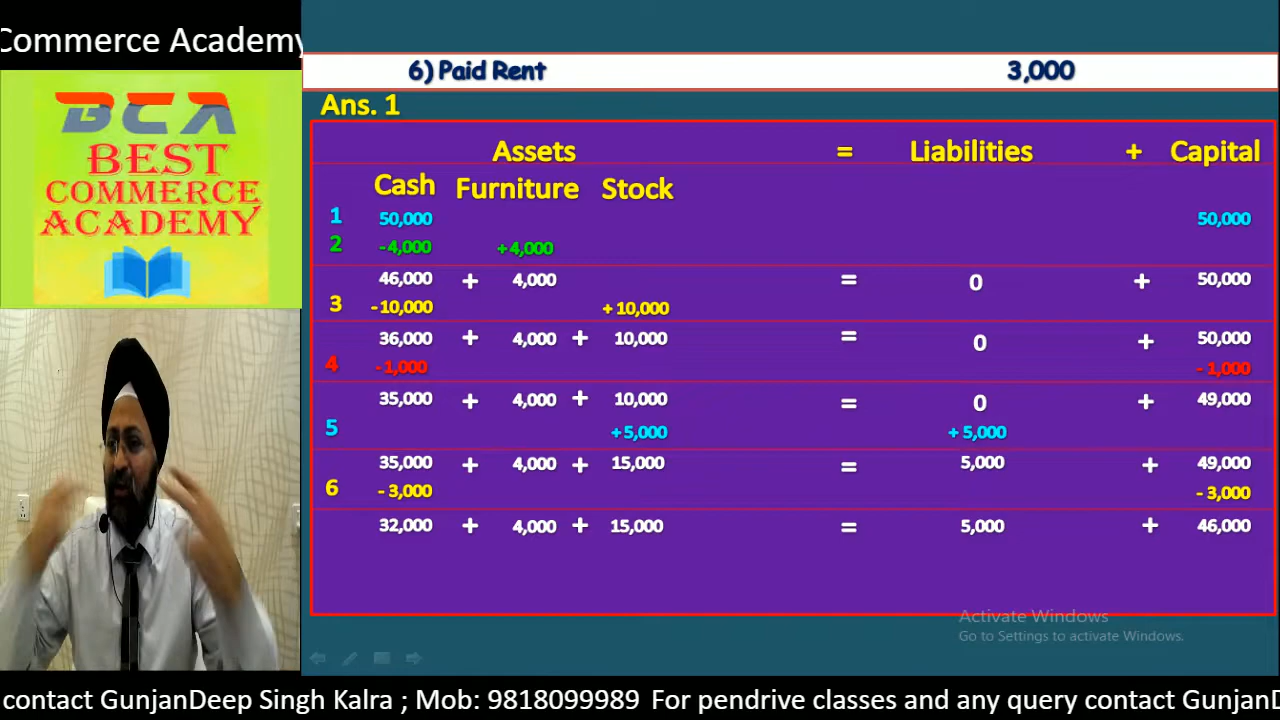 Commerce Academy
BCA
BEST
COMMERCE
ACADEMY
6) Paid Rent 3,000
Ans. 1
Assets = Liabilities + Capital
Cash Furniture Stock
1 50,000 50,000
2 -4,000 +4,000
46,000 + 4,000 = 0 + 50,000
3 -10,000 +10,000
36,000 + 4,000 + 10,000 = 0 + 50,000
4 -1,000 - 1,000
35,000 + 4,000 + 10,000 = 0 + 49,000
5 +5,000 + 5,000
35,000 + 4,000 + 15,000 = 5,000 + 49,000
6 - 3,000 - 3,000
32,000 + 4,000 + 15,000 = 5,000 + 46,000
Activate Windows
Go to Settings to activate Windows.
contact GunjanDeep Singh Kalra ; Mob: 9818099989 For pendrive classes and any query contact GunjanD